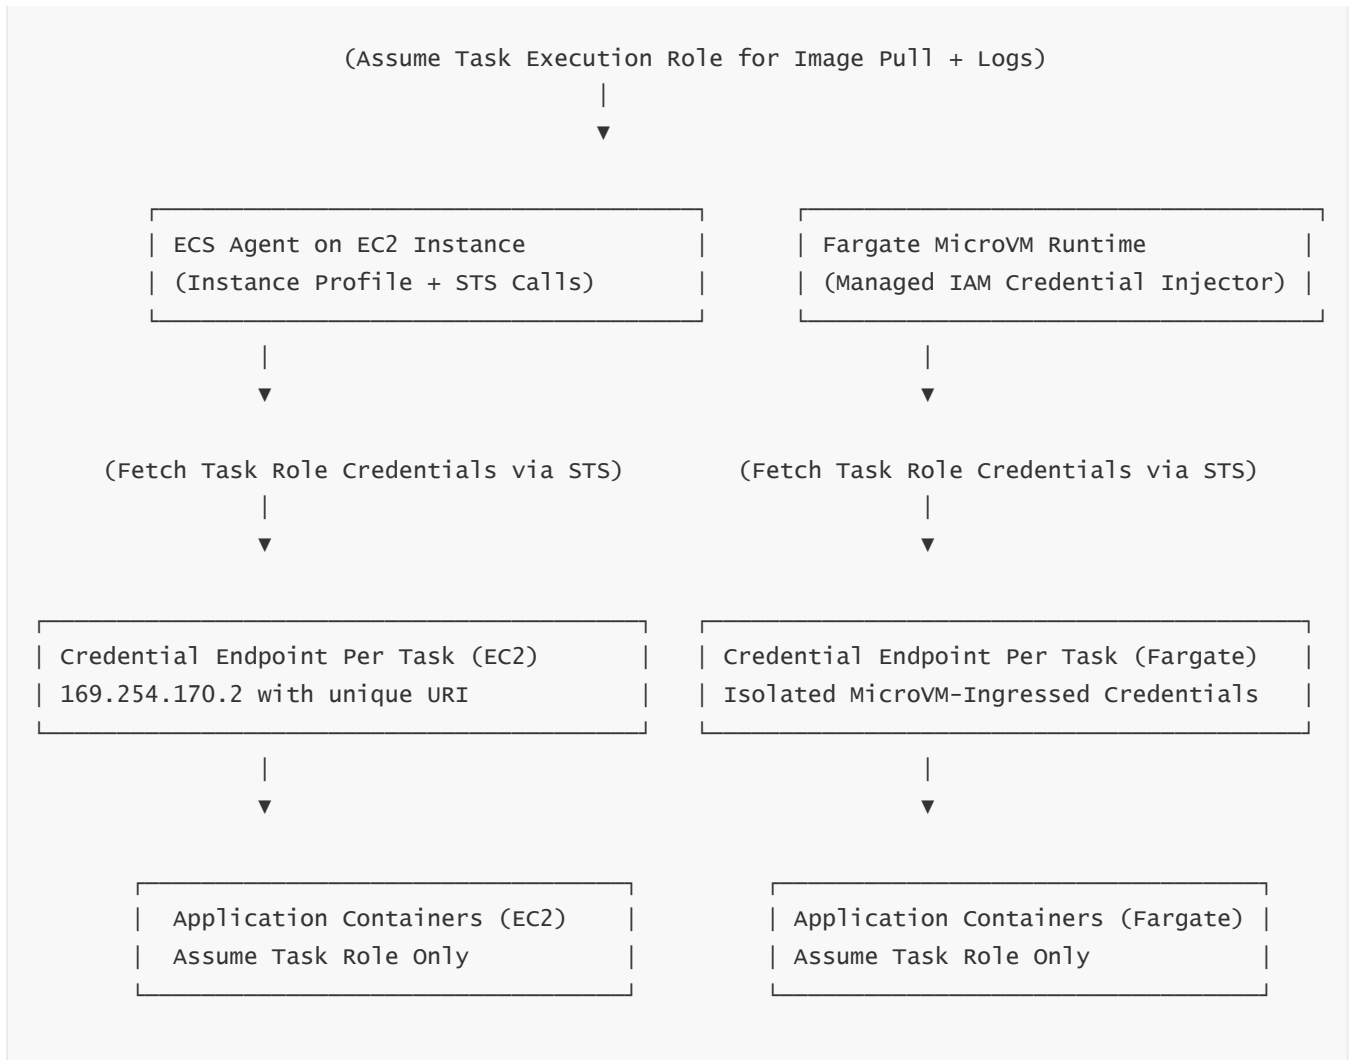 (Assume Task Execution Role for Image Pull + Logs)
ECS Agent on EC2 Instance
(Instance Profile + STS Calls)
Fargate MicroVM Runtime
(Managed IAM Credential Injector)
(Fetch Task Role Credentials via STS)
(Fetch Task Role Credentials via STS)
Credential Endpoint Per Task (EC2)
169.254.170.2 with unique URI
Credential Endpoint Per Task (Fargate)
Isolated MicroVM-Ingressed Credentials
Application Containers (EC2)
Assume Task Role Only
Application Containers (Fargate)
Assume Task Role Only